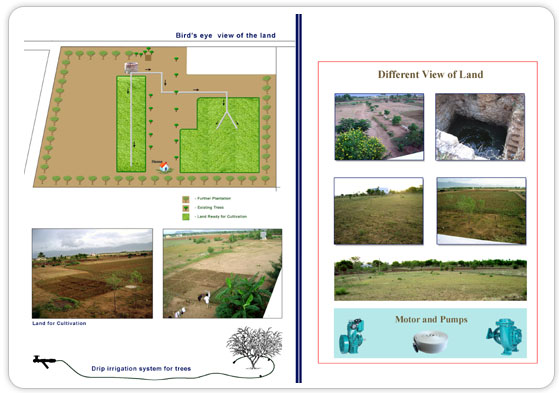 Bird's eye view of the land
Home
- Further Plantation
- Existing Trees
- Land Ready for Cultivation
Land for Cultivation
Drip irrigation system for trees
Different View of Land
Motor and Pumps